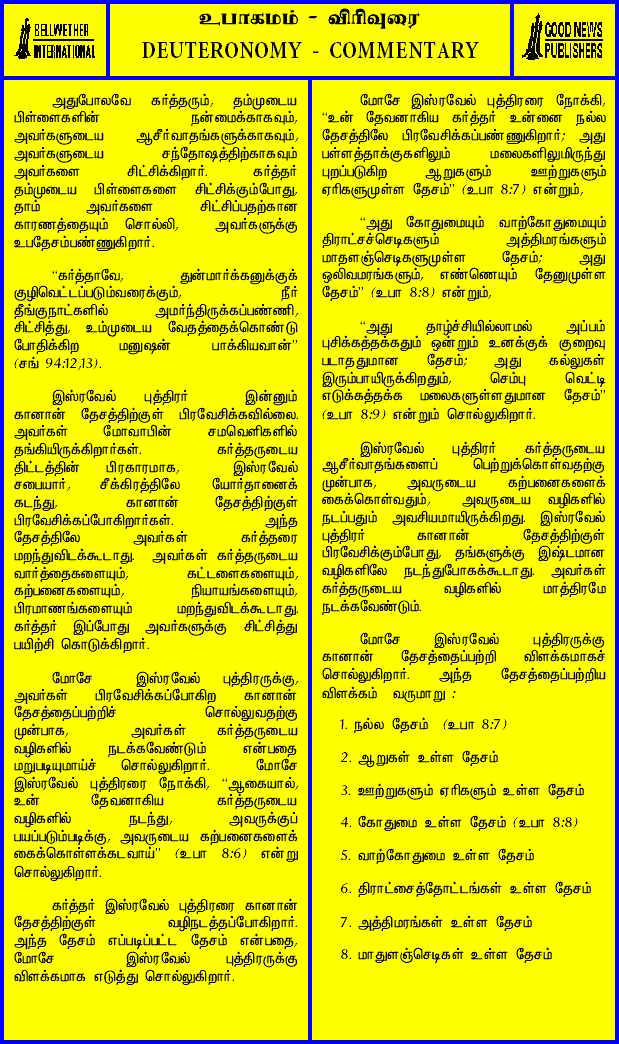 BELLWETHER
INTERNATIONAL
உபாகமம் - விரிவுரை
DEUTERONOMY - COMMENTARY
GOOD NEWS
PUBLISHERS
அதுபோலவே கர்த்தரும், தம்முடைய
பிள்ளைகளின் நன்மைக்காகவும்,
அவர்களுடைய ஆசீர்வாதங்களுக்காகவும்,
அவர்களுடைய சந்தோஷத்திற்காகவும்
அவர்களை சிட்சிக்கிறார். கர்த்தர்
தம்முடைய பிள்ளைகளை சிட்சிக்கும்போது,
தாம் அவர்களை சிட்சிப்பதற்கான
காரணத்தையும் சொல்லி, அவர்களுக்கு
உபதேசம்பண்ணுகிறார்.
“கர்த்தாவே, துன்மார்க்கனுக்குக்
குழிவெட்டப்படும்வரைக்கும், நீர்
தீங்குநாட்களில் அமர்ந்திருக்கப்பண்ணி,
சிட்சித்து, உம்முடைய வேதத்தைக்கொண்டு
போதிக்கிற மனுஷன் பாக்கியவான்”
(சங் 94:12,13).
இஸ்ரவேல் புத்திரர் இன்னும்
கானான் தேசத்திற்குள் பிரவேசிக்கவில்லை.
அவர்கள் மோவாபின் சமவெளிகளில்
தங்கியிருக்கிறார்கள். கர்த்தருடைய
திட்டத்தின் பிரகாரமாக, இஸ்ரவேல்
சபையார், சீக்கிரத்திலே யோர்தானைக்
கடந்து, கானான் தேசத்திற்குள்
பிரவேசிக்கப்போகிறார்கள். அந்த
தேசத்திலே அவர்கள் கர்த்தரை
மறந்துவிடக்கூடாது. அவர்கள் கர்த்தருடைய
வார்த்தைகளையும், கட்டளைகளையும்,
கற்பனைகளையும், நியாயங்களையும்,
பிரமாணங்களையும் மறந்துவிடக்கூடாது.
கர்த்தர் இப்போது அவர்களுக்கு சிட்சித்து
பயிற்சி கொடுக்கிறார்.
மோசே இஸ்ரவேல் புத்திரருக்கு,
அவர்கள் பிரவேசிக்கப்போகிற கானான்
தேசத்தைப்பற்றிச் சொல்லுவதற்கு
முன்பாக, அவர்கள் கர்த்தருடைய
வழிகளில் நடக்கவேண்டும் என்பதை
மறுபடியுமாய்ச் சொல்லுகிறார். மோசே
இஸ்ரவேல் புத்திரரை நோக்கி, “ஆகையால்,
உன் தேவனாகிய கர்த்தருடைய
வழிகளில் நடந்து, அவருக்குப்
பயப்படும்படிக்கு, அவருடைய கற்பனைகளைக்
கைக்கொள்ளக்கடவாய்” (உபா 8:6) என்று
சொல்லுகிறார்.
கர்த்தர் இஸ்ரவேல் புத்திரரை கானான்
தேசத்திற்குள் வழிநடத்தப்போகிறார்.
அந்த தேசம் எப்படிப்பட்ட தேசம் என்பதை,
மோசே இஸ்ரவேல் புத்திரருக்கு
விளக்கமாக எடுத்து சொல்லுகிறார்.
மோசே இஸ்ரவேல் புத்திரரை நோக்கி,
“உன் தேவனாகிய கர்த்தர் உன்னை நல்ல
தேசத்திலே பிரவேசிக்கப்பண்ணுகிறார்; அது
பள்ளத்தாக்குகளிலும் மலைகளிலுமிருந்து
புறப்படுகிற ஆறுகளும் ஊற்றுகளும்
ஏரிகளுமுள்ள தேசம்” (உபா 8:7) என்றும்,
“அது கோதுமையும் வாற்கோதுமையும்
திராட்சச்செடிகளும் அத்திமரங்களும்
மாதளஞ்செடிகளுமுள்ள தேசம்; அது
ஒலிவமரங்களும், எண்ணெயும் தேனுமுள்ள
தேசம்” (உபா 8:8) என்றும்,
“அது தாழ்ச்சியில்லாமல் அப்பம்
புசிக்கத்தக்கதும் ஒன்றும் உனக்குக் குறைவு
படாததுமான தேசம்; அது கல்லுகள்
இரும்பாயிருக்கிறதும், செம்பு வெட்டி
எடுக்கத்தக்க மலைகளுள்ளதுமான தேசம்”
(உபா 8:9) என்றும் சொல்லுகிறார்.
இஸ்ரவேல் புத்திரர் கர்த்தருடைய
ஆசீர்வாதங்களைப் பெற்றுக்கொள்வதற்கு
முன்பாக, அவருடைய கற்பனைகளைக்
கைக்கொள்வதும், அவருடைய வழிகளில்
நடப்பதும் அவசியமாயிருக்கிறது. இஸ்ரவேல்
புத்திரர் கானான் தேசத்திற்குள்
பிரவேசிக்கும்போது, தங்களுக்கு இஷ்டமான
வழிகளிலே நடந்துபோகக்கூடாது. அவர்கள்
கர்த்தருடைய வழிகளில் மாத்திரமே
நடக்கவேண்டும்.
மோசே இஸ்ரவேல் புத்திரருக்கு
கானான் தேசத்தைப்பற்றி விளக்கமாகச்
சொல்லுகிறார். அந்த தேசத்தைப்பற்றிய
விளக்கம் வருமாறு :
1. நல்ல தேசம் (உபா 8:7)
2. ஆறுகள் உள்ள தேசம்
3. ஊற்றுகளும் ஏரிகளும் உள்ள தேசம்
4. கோதுமை உள்ள தேசம் (உபா 8:8)
5. வாற்கோதுமை உள்ள தேசம்
6. திராட்சைத்தோட்டங்கள் உள்ள தேசம்
7. அத்திமரங்கள் உள்ள தேசம்
8. மாதுளஞ்செடிகள் உள்ள தேசம்